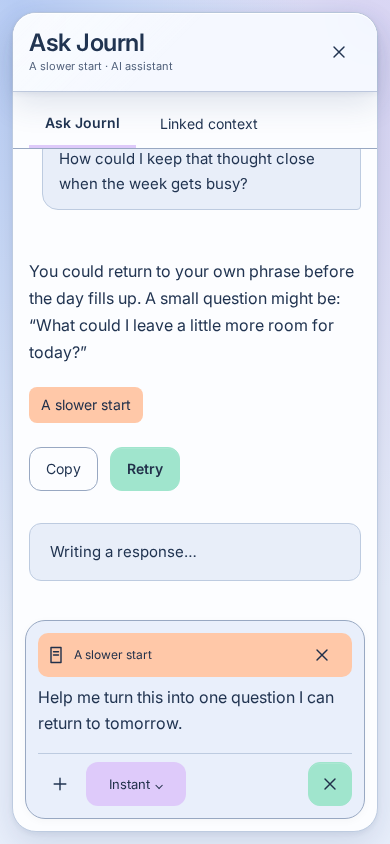 Ask Journl
A slower start · AI assistant
Ask Journl
Linked context
How could I keep that thought close
when the week gets busy?
You could return to your own phrase before
the day fills up. A small question might be:
“What could I leave a little more room for
today?”
A slower start
Copy
Retry
Writing a response…
A slower start
Help me turn this into one question I can
return to tomorrow.
Instant